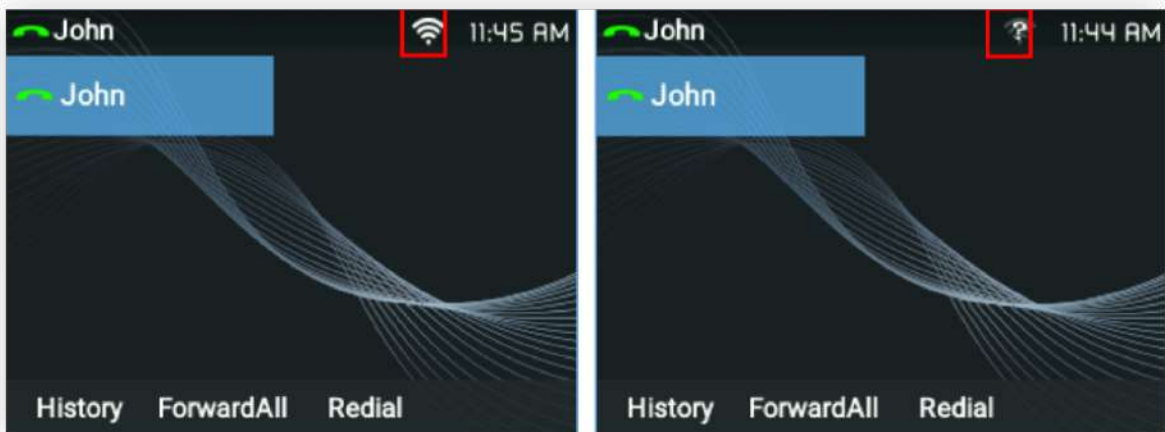 John 11:45 AM
John
History ForwardAll Redial
John ? 11:44 AM
John
History ForwardAll Redial